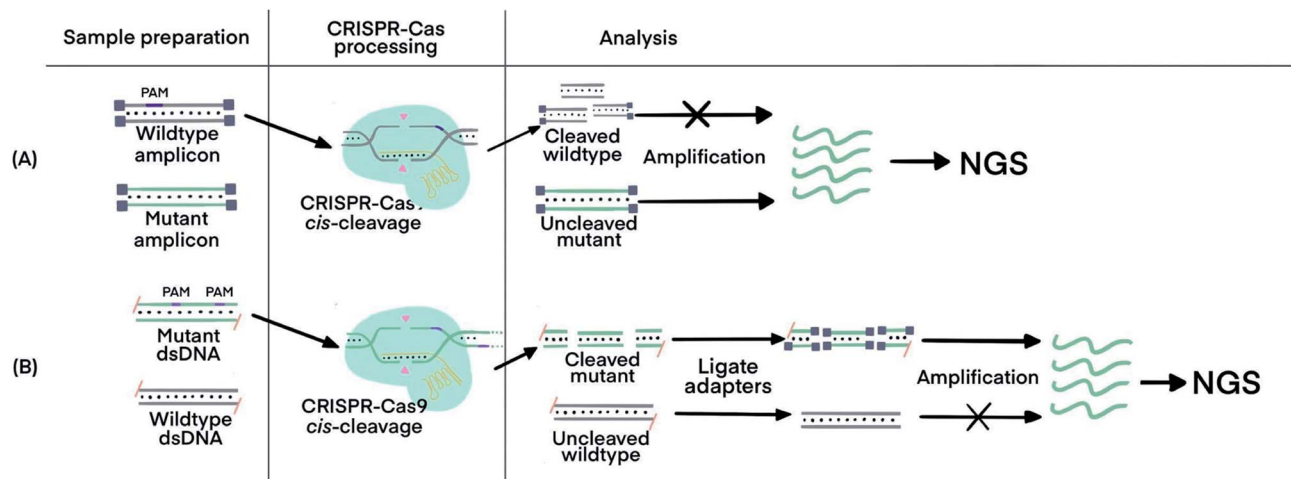 Sample preparation
CRISPR-Cas
processing
Analysis
(A)
PAM
Wildtype
amplicon
Mutant
amplicon
CRISPR-Cas
cis-cleavage
Cleaved
wildtype
Uncleaved
mutant
Amplification
NGS
(B)
PAM PAM
Mutant
dsDNA
Wildtype
dsDNA
CRISPR-Cas9
cis-cleavage
Cleaved
mutant
Uncleaved
wildtype
Ligate
adapters
Amplification
NGS